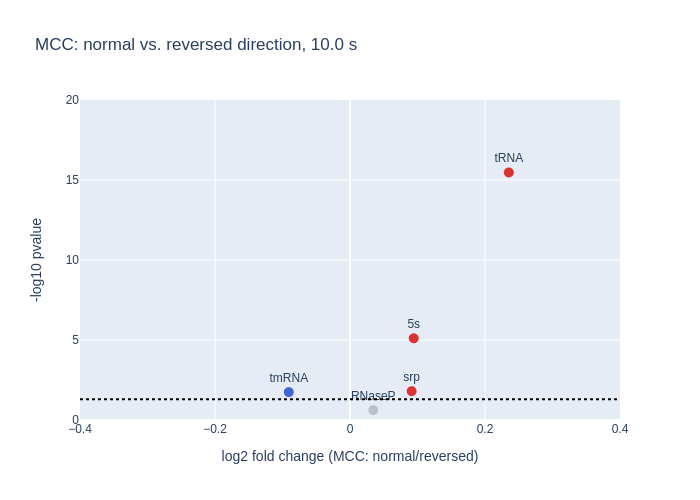 MCC: normal vs. reversed direction, 10.0 s
20
tRNA
15
-log10 pvalue
10
5s
5
tmRNA
srp
RNaseP
0
−0.4
−0.2
0
0.2
0.4
log2 fold change (MCC: normal/reversed)